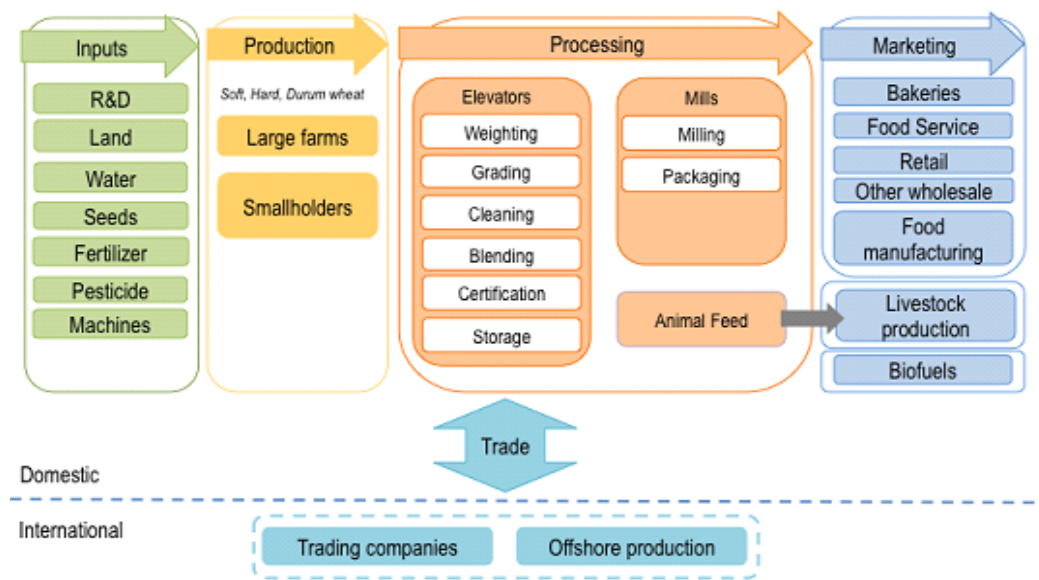 Inputs
R&D
Land
Water
Seeds
Fertilizer
Pesticide
Machines
Production
Soft, Hard, Durum wheat
Large farms
Smallholders
Processing
Elevators
Weighting
Grading
Cleaning
Blending
Certification
Storage
Mills
Milling
Packaging
Animal Feed
Marketing
Bakeries
Food Service
Retail
Other wholesale
Food
manufacturing
Livestock
production
Biofuels
Trade
Domestic
International
Trading companies
Offshore production